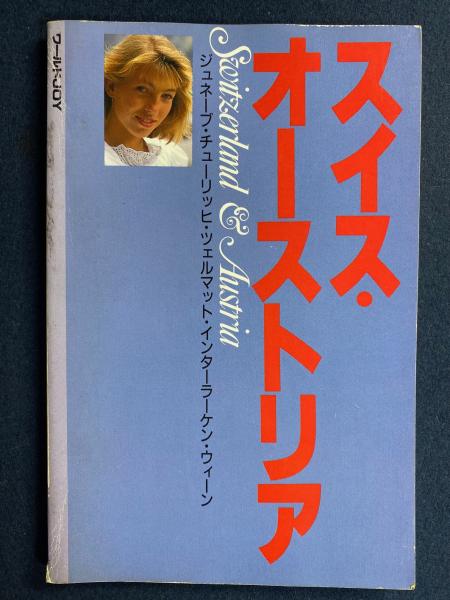 スイス・
オーストリア
Switzerland & Austria
ジュネーブ・チューリッヒ・ツェルマット・インターラーケン・ウィーン
ワールドJOY